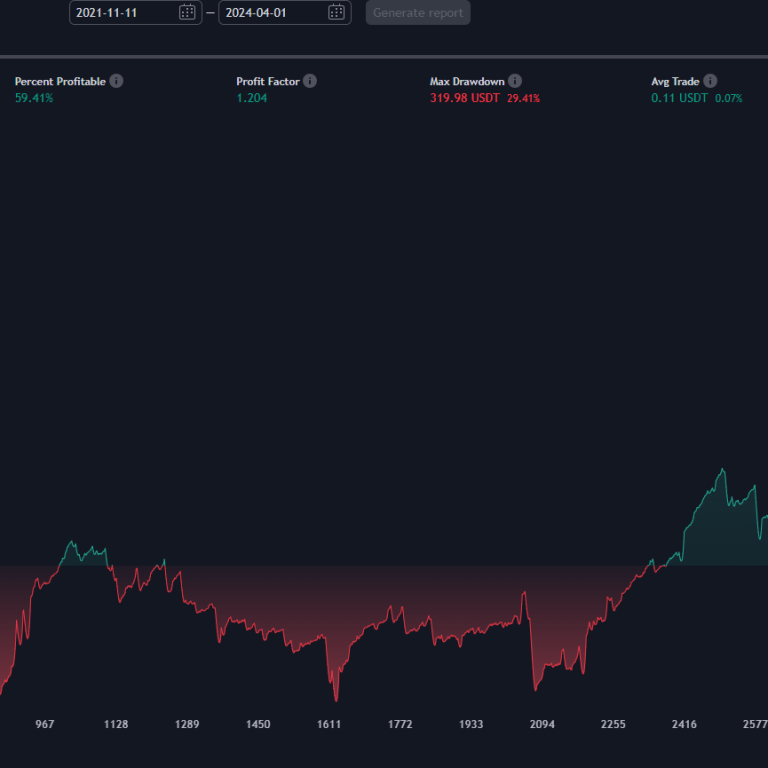 2021-11-11 — 2024-04-01 Generate report
Percent Profitable Profit Factor Max Drawdown Avg Trade
59.41% 1.204 319.98 USDT 29.41% 0.11 USDT 0.07%
967 1128 1289 1450 1611 1772 1933 2094 2255 2416 2577